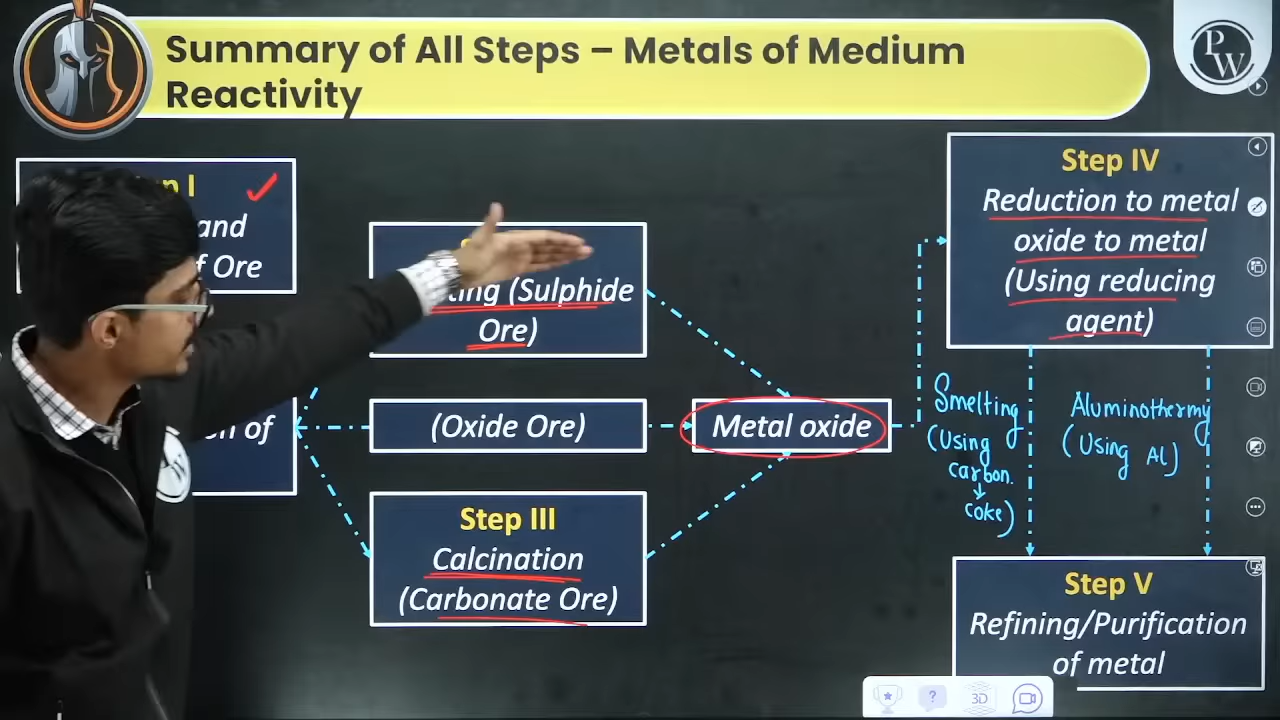 Summary of All Steps – Metals of Medium
Reactivity
P
W
I
and
Ore
(Sulphide
Ore)
of
(Oxide Ore)
Metal oxide
Step III
Calcination
(Carbonate Ore)
Step IV
Reduction to metal
oxide to metal
(Using reducing
agent)
Smelting
(Using
carbon.
↓
coke)
Aluminothermy
(Using Al)
Step V
Refining/Purification
of metal
?
3D